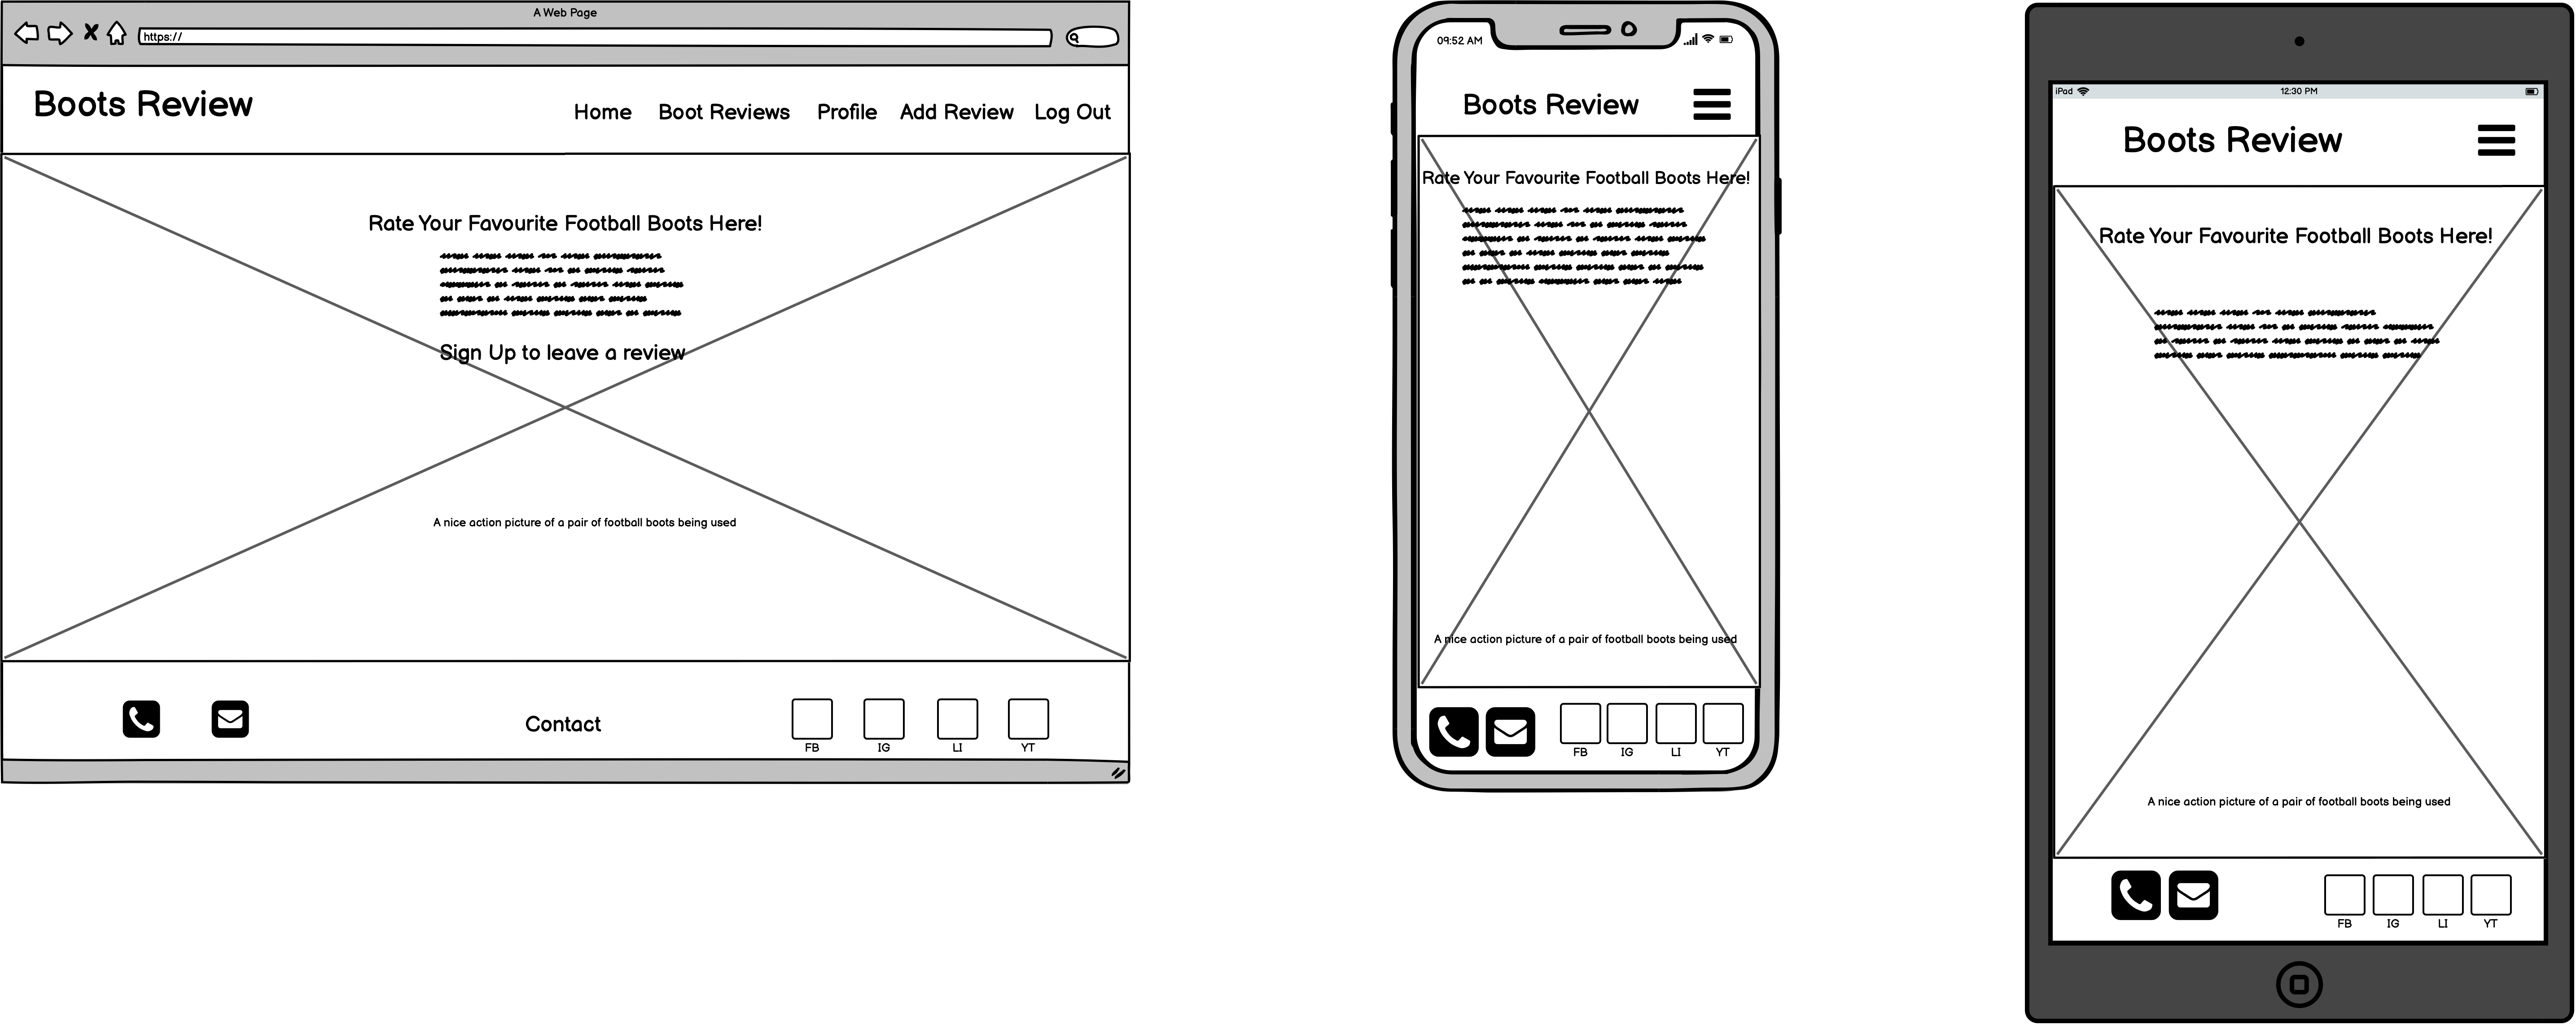 A Web Page
https://
Boots Review
Home Boot Reviews Profile Add Review Log Out
Rate Your Favourite Football Boots Here!
Sign Up to leave a review
A nice action picture of a pair of football boots being used
Contact
FB IG LI YT
09:52 AM
Boots Review
Rate Your Favourite Football Boots Here!
A nice action picture of a pair of football boots being used
FB IG LI YT
iPad 12:30 PM
Boots Review
Rate Your Favourite Football Boots Here!
A nice action picture of a pair of football boots being used
FB IG LI YT